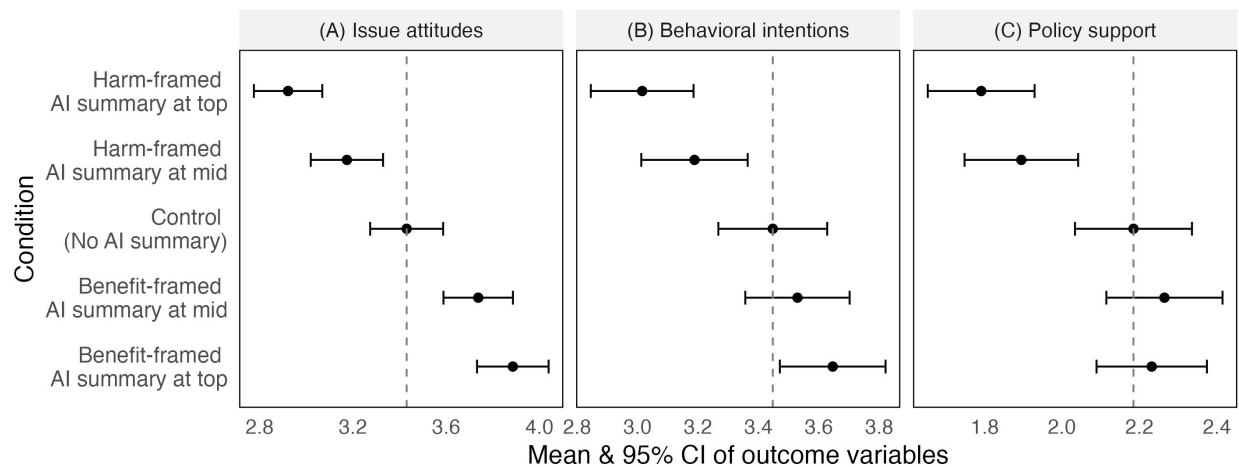 (A) Issue attitudes
(B) Behavioral intentions
(C) Policy support
Condition
Harm-framed
AI summary at top
Harm-framed
AI summary at mid
Control
(No AI summary)
Benefit-framed
AI summary at mid
Benefit-framed
AI summary at top
2.8 3.2 3.6 4.0 2.8 3.0 3.2 3.4 3.6 3.8 1.8 2.0 2.2 2.4
Mean & 95% CI of outcome variables